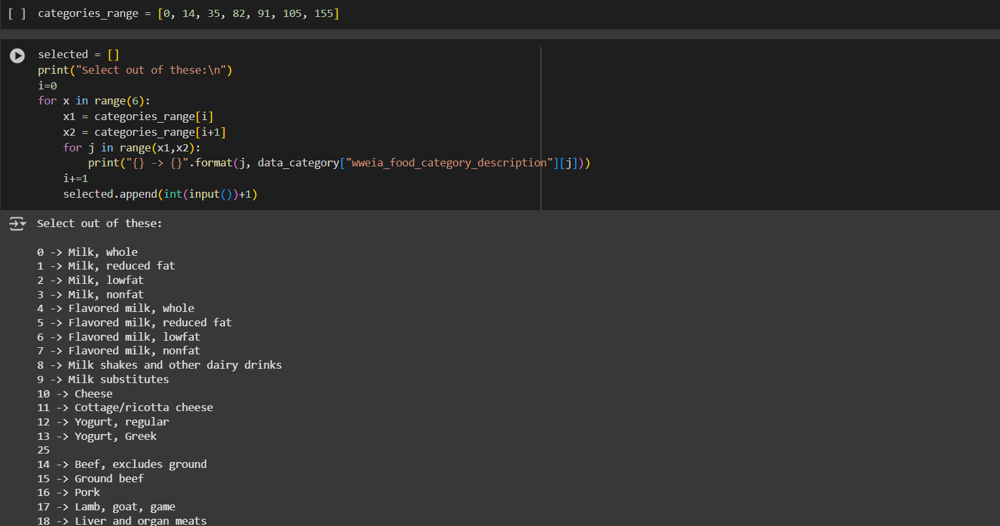 [ ] categories_range = [0, 14, 35, 82, 91, 105, 155]
selected = []
print("Select out of these:\n")
i=0
for x in range(6):
    x1 = categories_range[i]
    x2 = categories_range[i+1]
    for j in range(x1,x2):
        print("{} -> {}".format(j, data_category["wweia_food_category_description"][j]))
    i+=1
    selected.append(int(input())+1)
Select out of these:
0 -> Milk, whole
1 -> Milk, reduced fat
2 -> Milk, lowfat
3 -> Milk, nonfat
4 -> Flavored milk, whole
5 -> Flavored milk, reduced fat
6 -> Flavored milk, lowfat
7 -> Flavored milk, nonfat
8 -> Milk shakes and other dairy drinks
9 -> Milk substitutes
10 -> Cheese
11 -> Cottage/ricotta cheese
12 -> Yogurt, regular
13 -> Yogurt, Greek
25
14 -> Beef, excludes ground
15 -> Ground beef
16 -> Pork
17 -> Lamb, goat, game
18 -> Liver and organ meats